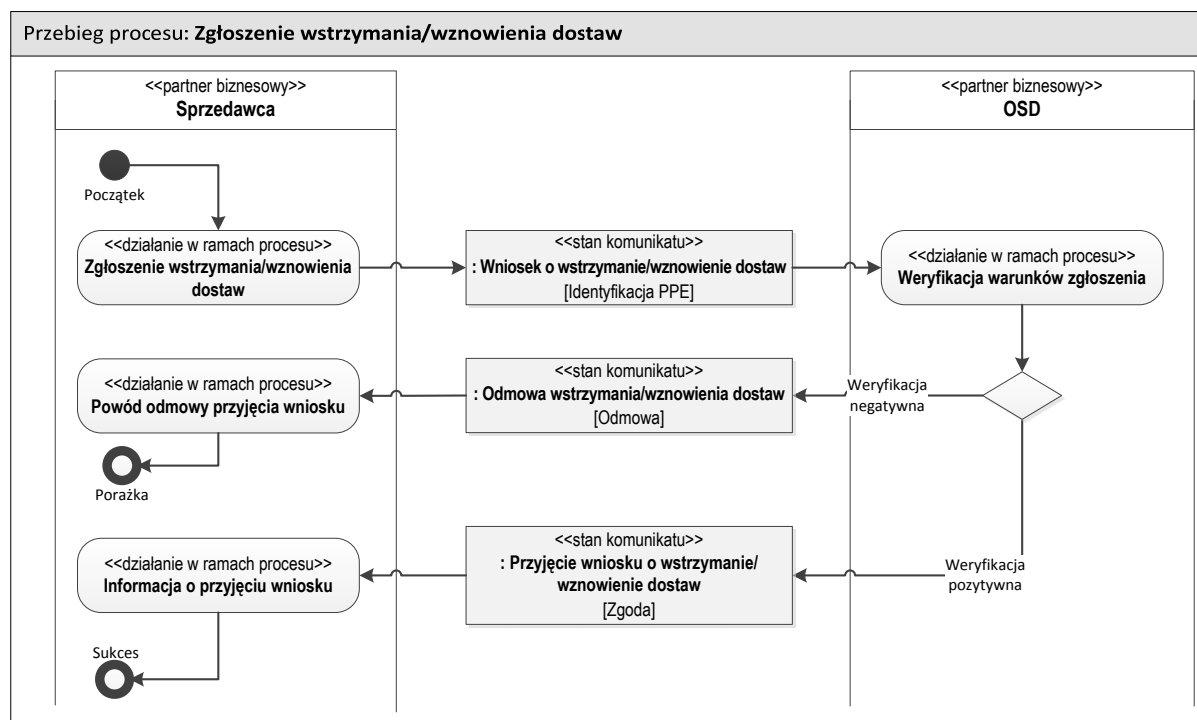 Przebieg procesu: Zgłoszenie wstrzymania/wznowienia dostaw
<<partner biznesowy>>
Sprzedawca
<<partner biznesowy>>
OSD
Początek
<<działanie w ramach procesu>>
Zgłoszenie wstrzymania/wznowienia
dostaw
<<stan komunikatu>>
: Wniosek o wstrzymanie/wznowienie dostaw
[Identyfikacja PPE]
<<działanie w ramach procesu>>
Weryfikacja warunków zgłoszenia
<<działanie w ramach procesu>>
Powód odmowy przyjęcia wniosku
<<stan komunikatu>>
: Odmowa wstrzymania/wznowienia dostaw
[Odmowa]
Weryfikacja
negatywna
Porażka
<<działanie w ramach procesu>>
Informacja o przyjęciu wniosku
<<stan komunikatu>>
: Przyjęcie wniosku o wstrzymanie/
wznowienie dostaw
[Zgoda]
Weryfikacja
pozytywna
Sukces